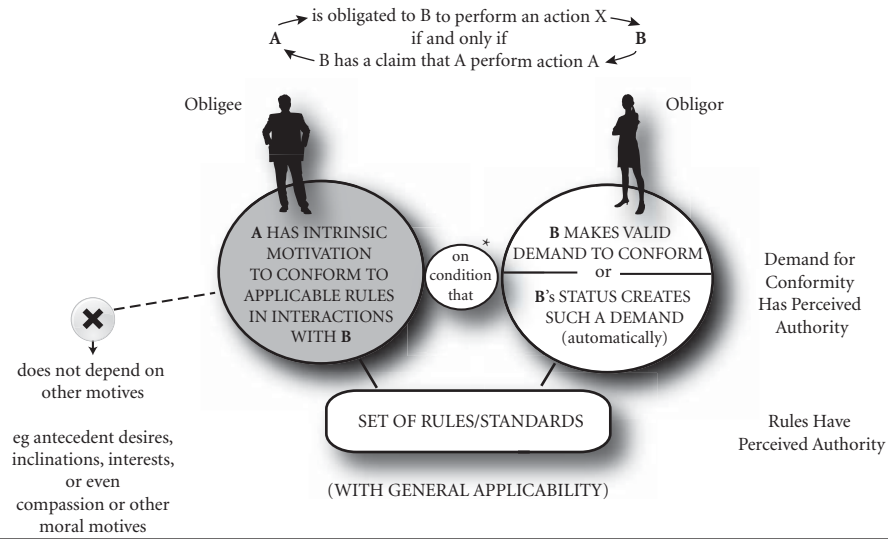 is obligated to B to perform an action X
A if and only if B
B has a claim that A perform action A
Obligee
Obligor
A HAS INTRINSIC
MOTIVATION
TO CONFORM TO
APPLICABLE RULES
IN INTERACTIONS
WITH B
*
on
condition
that
B MAKES VALID
DEMAND TO CONFORM
or
B's STATUS CREATES
SUCH A DEMAND
(automatically)
Demand for
Conformity
Has Perceived
Authority
does not depend on
other motives
eg antecedent desires,
inclinations, interests,
or even
compassion or other
moral motives
SET OF RULES/STANDARDS
Rules Have
Perceived Authority
(WITH GENERAL APPLICABILITY)